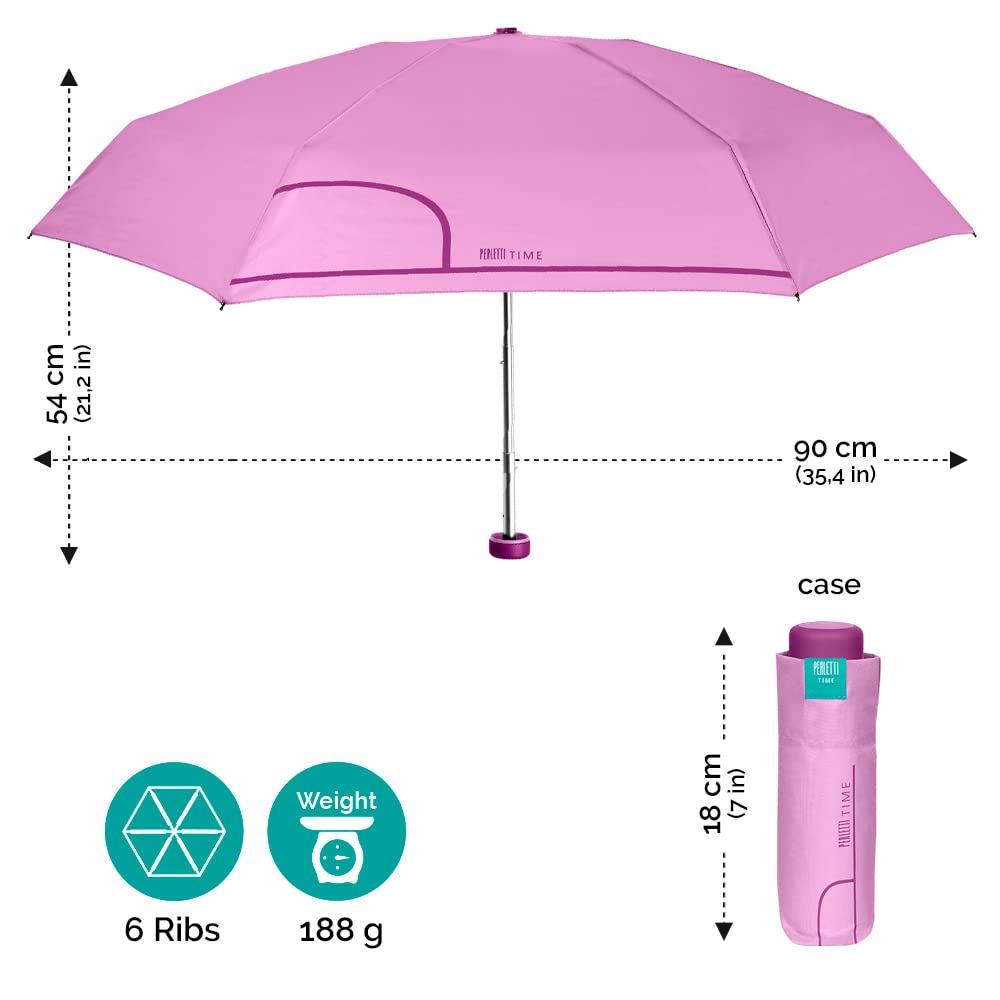 PERLETTI TIME
54 cm
(21,2 in)
90 cm
(35,4 in)
case
PERLETTI
TIME
18 cm
(7 in)
PERLETTI TIME
Weight
6 Ribs
188 g